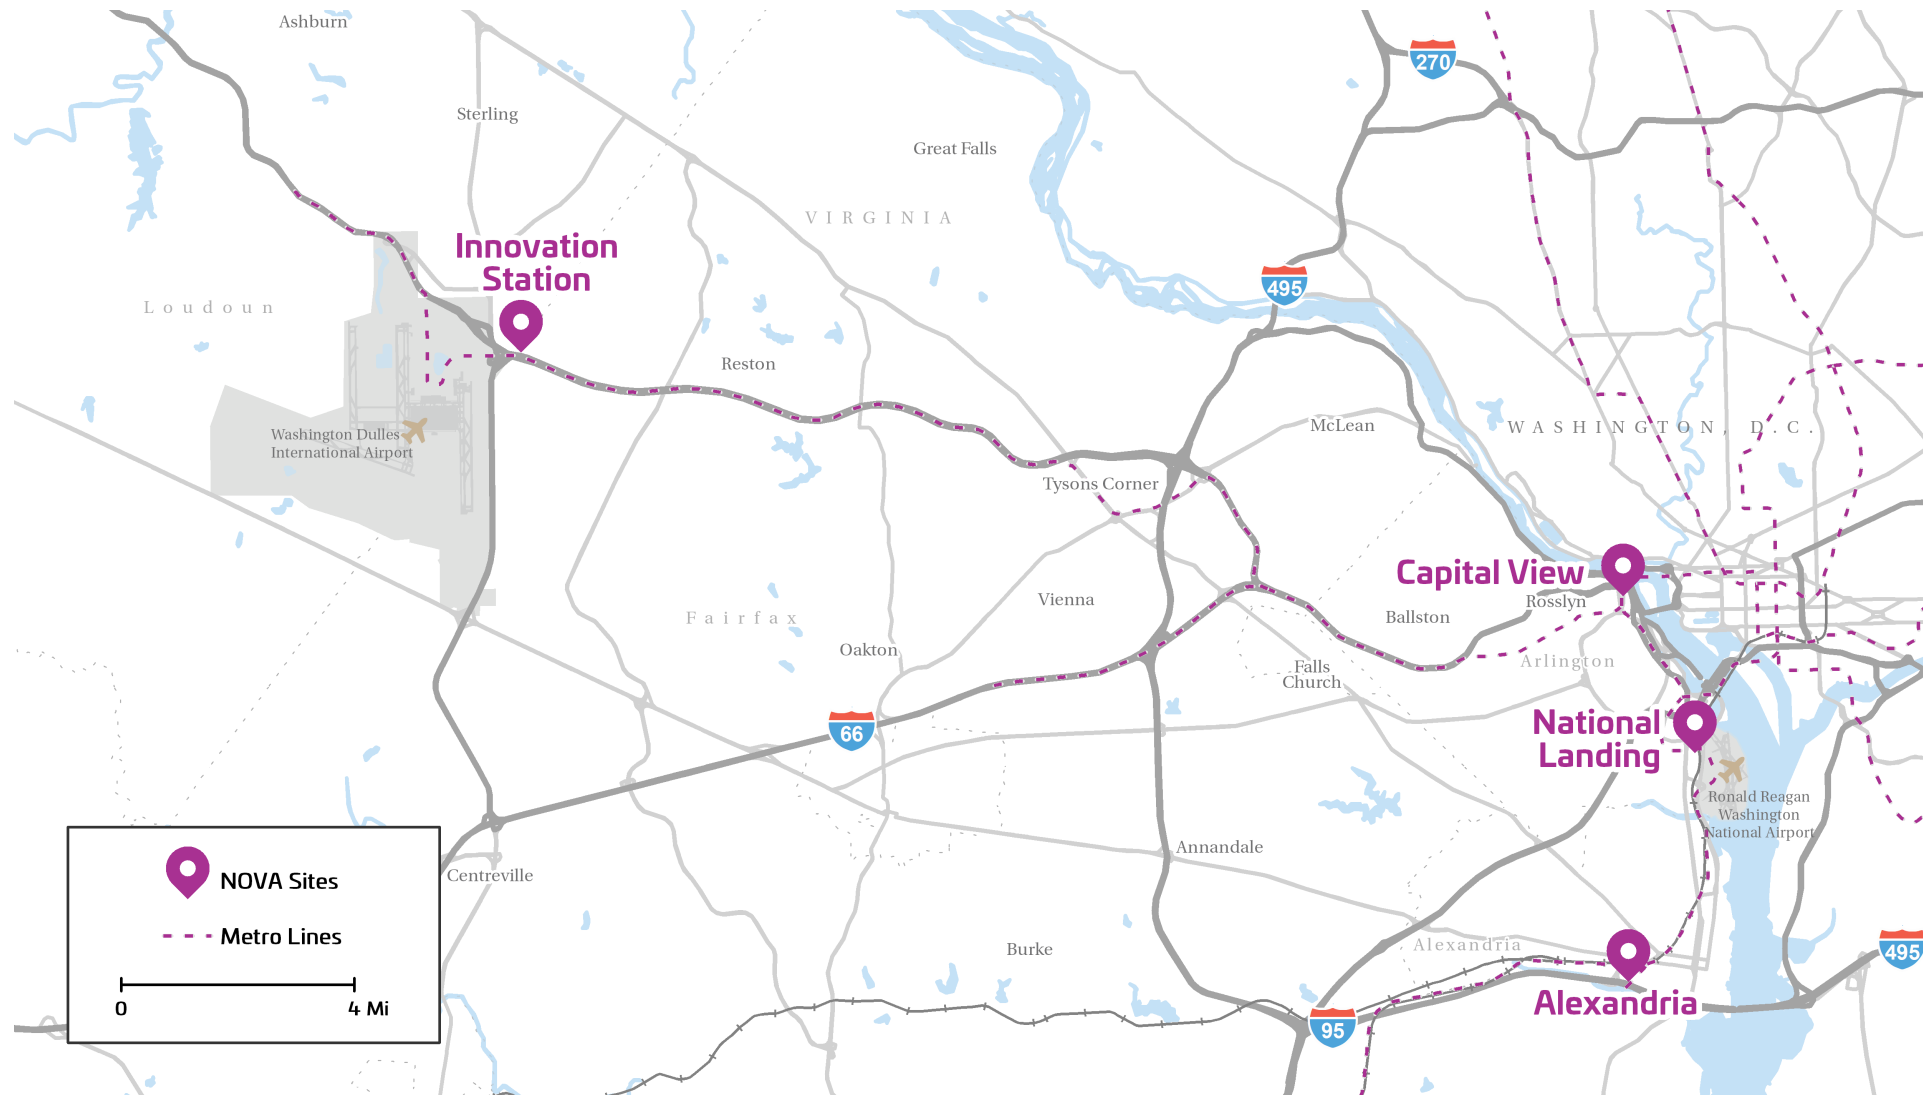 Ashburn
270
Sterling
Great Falls
VIRGINIA
Innovation
Station
495
Loudoun
Reston
McLean
WASHINGTON, D.C.
Washington Dulles
International Airport
Tysons Corner
Capital View
Rosslyn
Vienna
Ballston
Fairfax
Oakton
Falls
Church
Arlington
66
National
Landing
Ronald Reagan
Washington
National Airport
Annandale
Centreville
NOVA Sites
Metro Lines
0
4 Mi
Burke
Alexandria
495
Alexandria
95